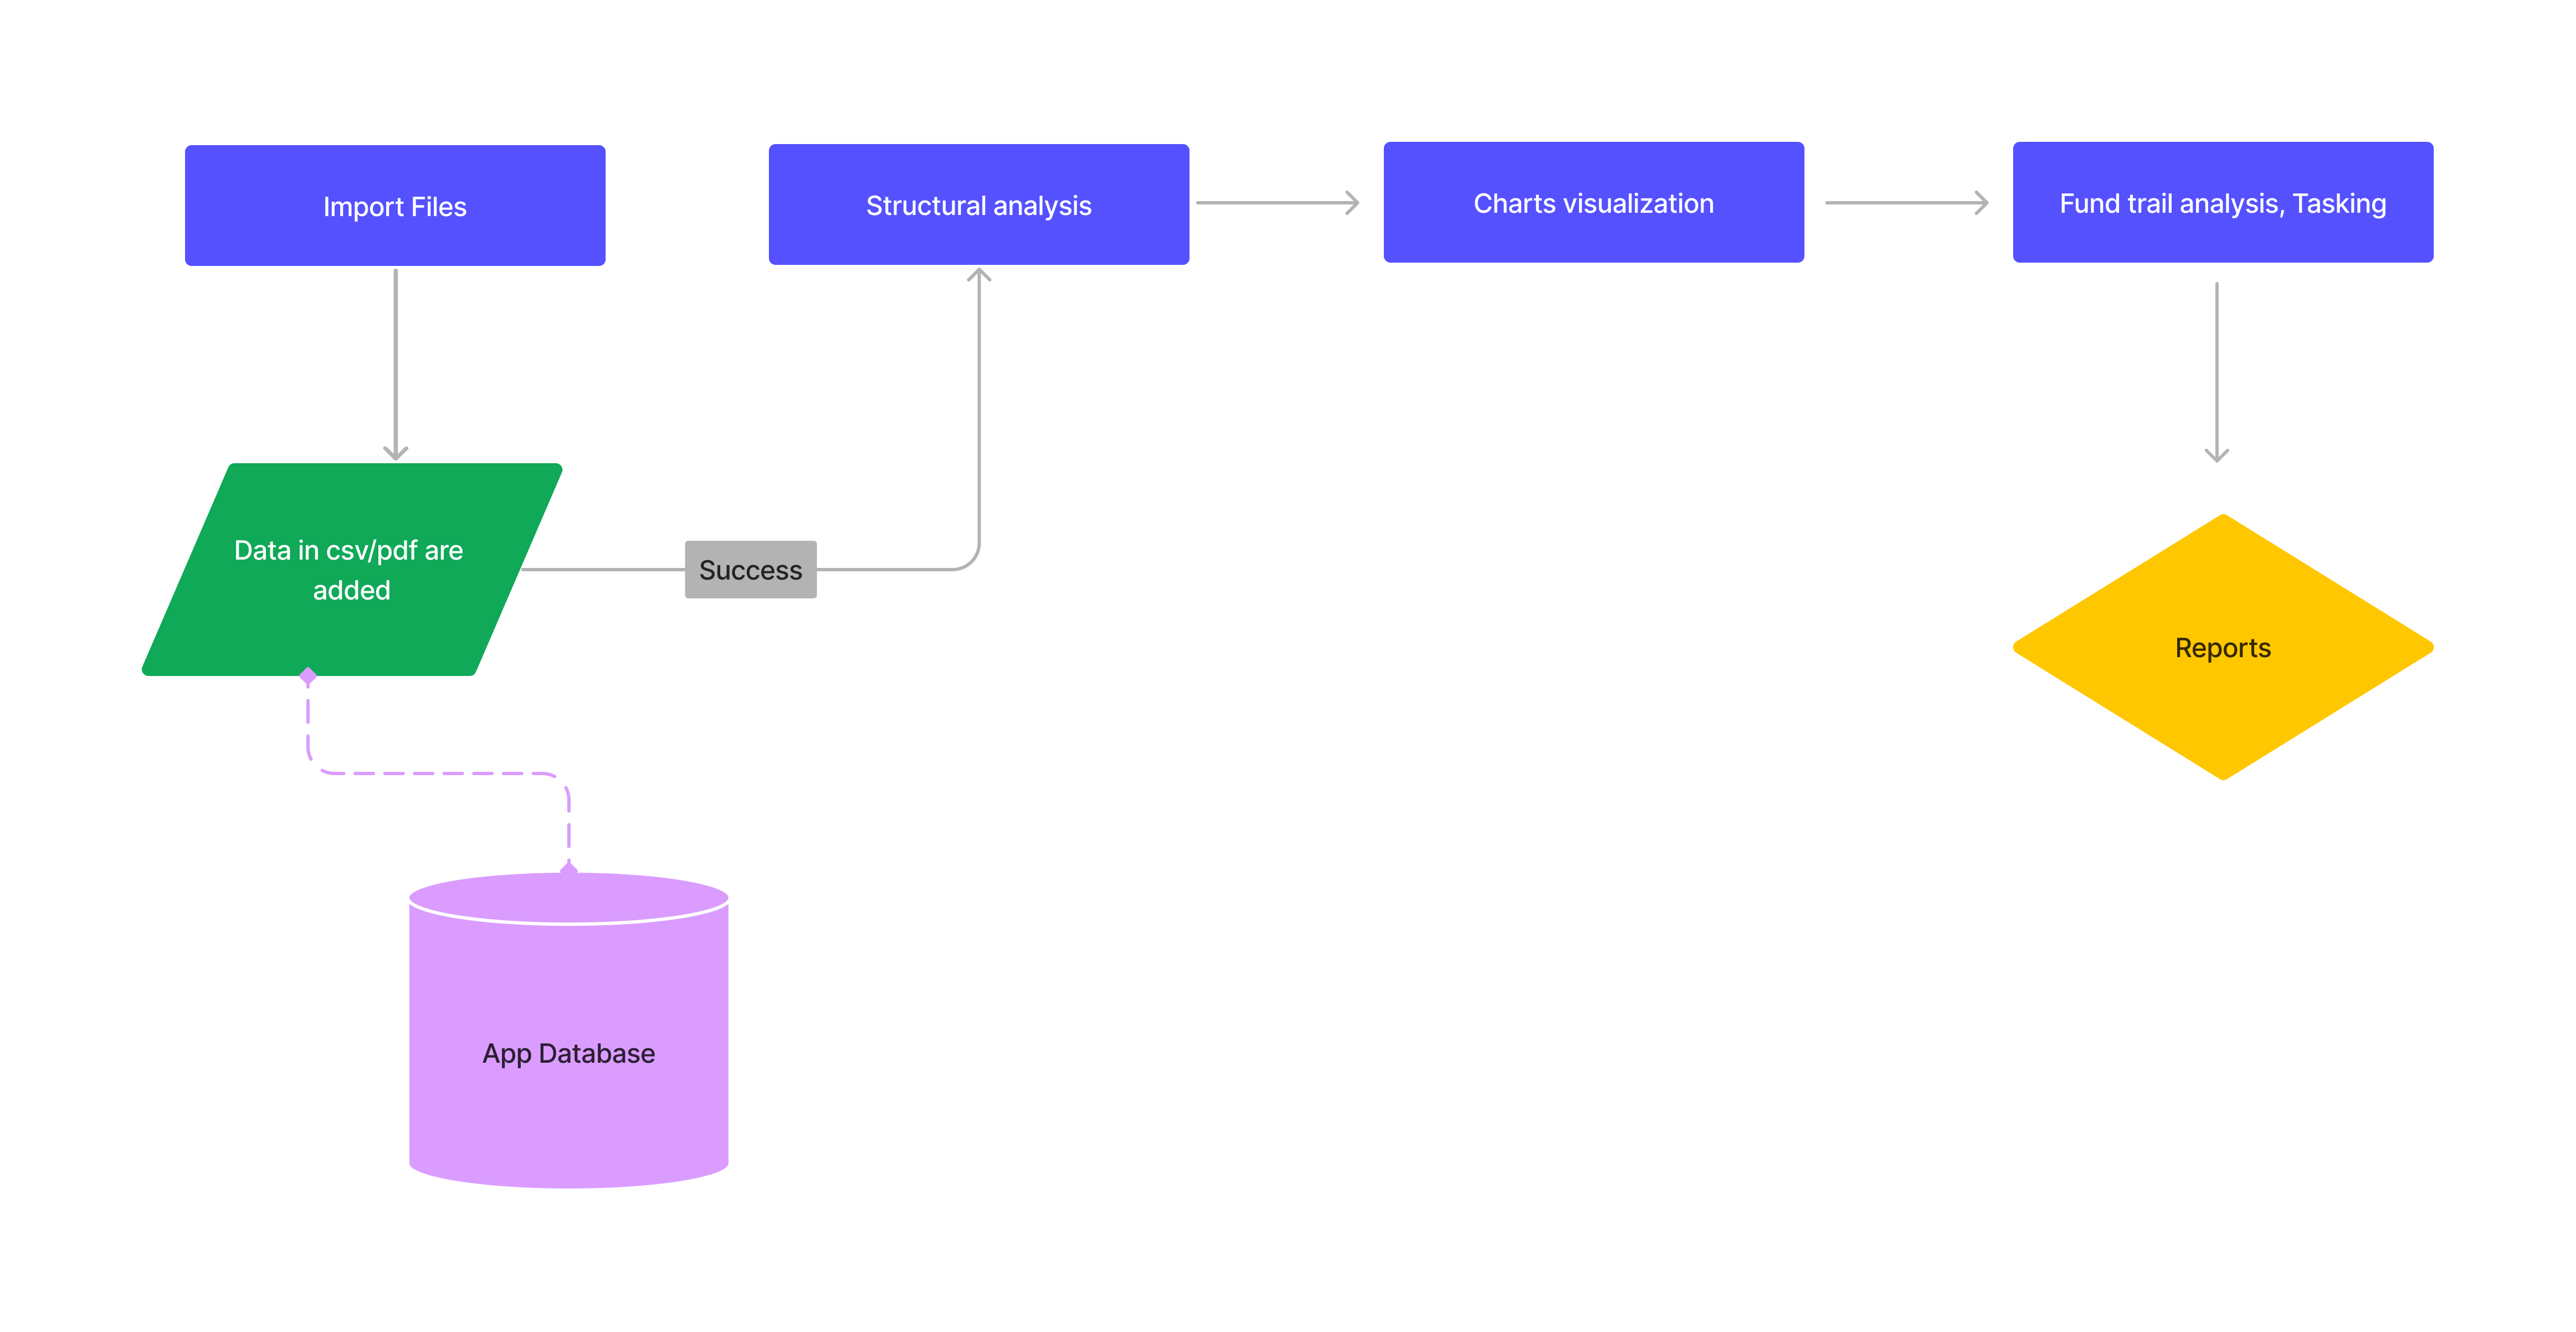 Import Files
Structural analysis
Charts visualization
Fund trail analysis, Tasking
Data in csv/pdf are
added
Success
Reports
App Database